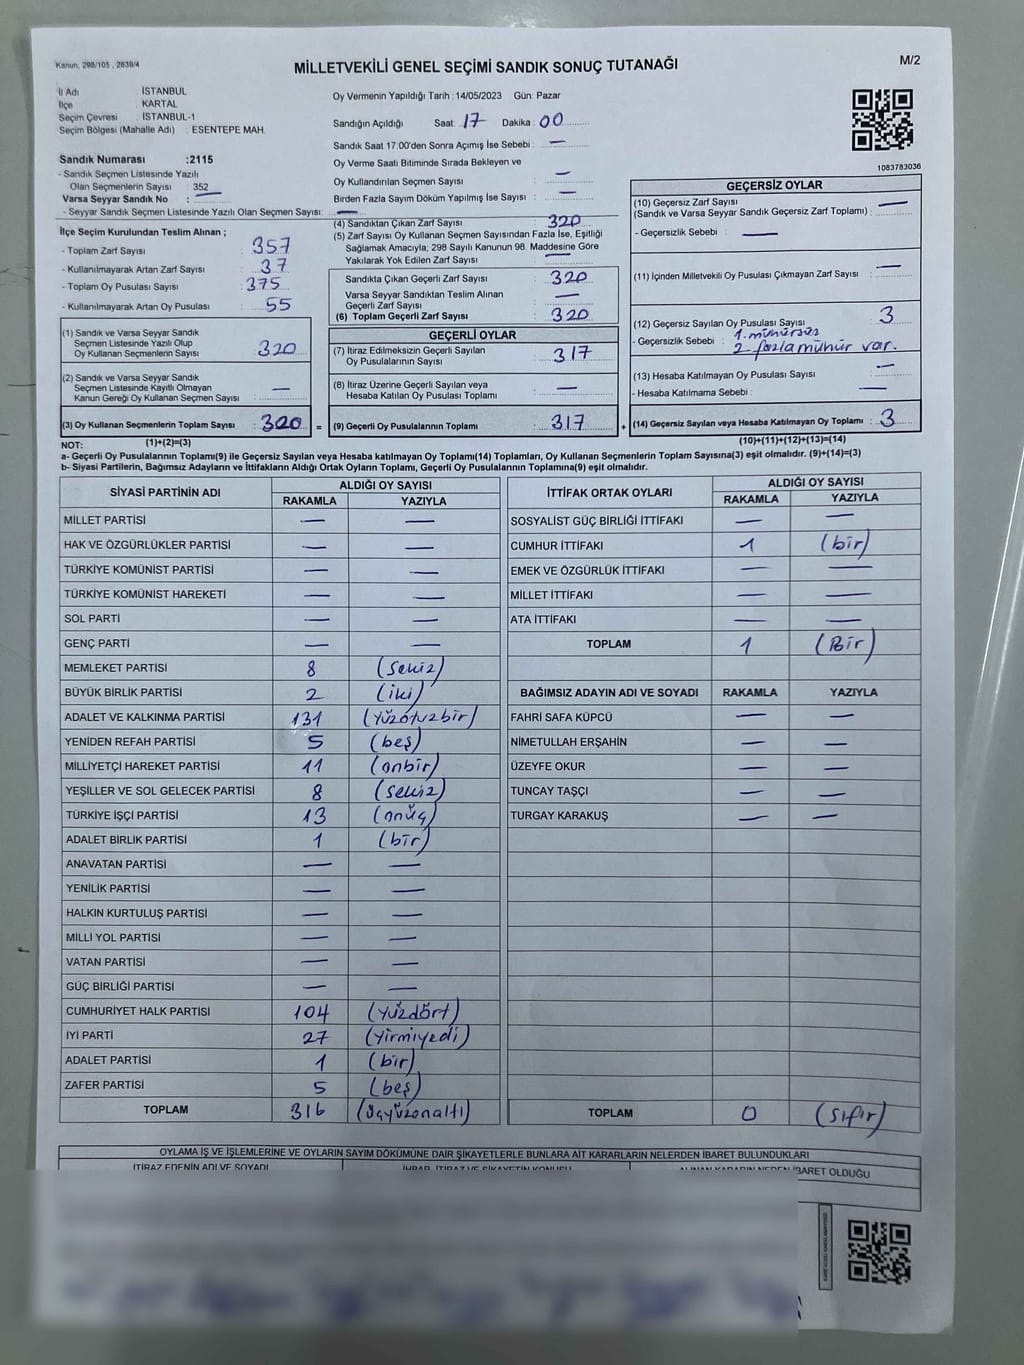 Kanun, 298/105 , 2839/4
MİLLETVEKİLİ GENEL SEÇİMİ SANDIK SONUÇ TUTANAĞI
M/2
İl Adı : İSTANBUL
İlçe : KARTAL
Seçim Çevresi : İSTANBUL-1
Seçim Bölgesi (Mahalle Adı) : ESENTEPE MAH.
Oy Vermenin Yapıldığı Tarih :14/05/2023 Gün: Pazar
Sandığın Açıldığı Saat: 17 Dakika: 00
Sandık Saat 17:00'den Sonra Açımış İse Sebebi : —
Oy Verme Saati Bitiminde Sırada Bekleyen ve
Oy Kullandırılan Seçmen Sayısı : —
Birden Fazla Sayım Döküm Yapılmış İse Sayısı : —
1083783036
Sandık Numarası :2115
- Sandık Seçmen Listesinde Yazılı
Olan Seçmenlerin Sayısı : 352
Varsa Seyyar Sandık No : —
- Seyyar Sandık Seçmen Listesinde Yazılı Olan Seçmen Sayısı: —
İlçe Seçim Kurulundan Teslim Alınan ;
- Toplam Zarf Sayısı : 357
- Kullanılmayarak Artan Zarf Sayısı : 37
- Toplam Oy Pusulası Sayısı : 375
- Kullanılmayarak Artan Oy Pusulası : 55
(1) Sandık ve Varsa Seyyar Sandık
Seçmen Listesinde Yazılı Olup
Oy Kullanan Seçmenlerin Sayısı : 320
(2) Sandık ve Varsa Seyyar Sandık
Seçmen Listesinde Kayıtlı Olmayan
Kanun Gereği Oy Kullanan Seçmen Sayısı : —
(3) Oy Kullanan Seçmenlerin Toplam Sayısı : 320 =
(4) Sandıktan Çıkan Zarf Sayısı : 320
(5) Zarf Sayısı Oy Kullanan Seçmen Sayısından Fazla İse, Eşitliği
Sağlamak Amacıyla; 298 Sayılı Kanunun 98. Maddesine Göre
Yakılarak Yok Edilen Zarf Sayısı : —
Sandıkta Çıkan Geçerli Zarf Sayısı : 320
Varsa Seyyar Sandıktan Teslim Alınan
Geçerli Zarf Sayısı : —
(6) Toplam Geçerli Zarf Sayısı : 320
GEÇERLİ OYLAR
(7) İtiraz Edilmeksizin Geçerli Sayılan
Oy Pusulalarının Sayısı : 317
(8) İtiraz Üzerine Geçerli Sayılan veya
Hesaba Katılan Oy Pusulaları Toplamı : —
(9) Geçerli Oy Pusulalarının Toplamı : 317 +
GEÇERSİZ OYLAR
(10) Geçersiz Zarf Sayısı
(Sandık ve Varsa Seyyar Sandık Geçersiz Zarf Toplamı) : —
- Geçersizlik Sebebi : —
(11) İçinden Milletvekili Oy Pusulası Çıkmayan Zarf Sayısı : —
(12) Geçersiz Sayılan Oy Pusulası Sayısı : 3
- Geçersizlik Sebebi : 1. mühürsüz
2 fazla mühür var.
(13) Hesaba Katılmayan Oy Pusulası Sayısı : —
- Hesaba Katılmama Sebebi : —
(14) Geçersiz Sayılan veya Hesaba Katılmayan Oy Toplamı : 3
NOT: (1)+(2)=(3) (10)+(11)+(12)+(13)=(14)
a- Geçerli Oy Pusulalarının Toplamı(9) ile Geçersiz Sayılan veya Hesaba katılmayan Oy Toplamı(14) Toplamları, Oy Kullanan Seçmenlerin Toplam Sayısına(3) eşit olmalıdır. (9)+(14)=(3)
b- Siyasi Partilerin, Bağımsız Adayların ve İttifakların Aldığı Ortak Oyların Toplamı, Geçerli Oy Pusulalarının Toplamına(9) eşit olmalıdır.
SİYASİ PARTİNİN ADI ALDIĞI OY SAYISI
RAKAMLA YAZIYLA
MİLLET PARTİSİ — —
HAK VE ÖZGÜRLÜKLER PARTİSİ — —
TÜRKİYE KOMÜNİST PARTİSİ — —
TÜRKİYE KOMÜNİST HAREKETİ — —
SOL PARTİ — —
GENÇ PARTİ — —
MEMLEKET PARTİSİ 8 (sekiz)
BÜYÜK BİRLİK PARTİSİ 2 (iki)
ADALET VE KALKINMA PARTİSİ 131 (yüzotuzbir)
YENİDEN REFAH PARTİSİ 5 (beş)
MİLLİYETÇİ HAREKET PARTİSİ 11 (onbir)
YEŞİLLER VE SOL GELECEK PARTİSİ 8 (sekiz)
TÜRKİYE İŞÇİ PARTİSİ 13 (onüç)
ADALET BİRLİK PARTİSİ 1 (bir)
ANAVATAN PARTİSİ — —
YENİLİK PARTİSİ — —
HALKIN KURTULUŞ PARTİSİ — —
MİLLİ YOL PARTİSİ — —
VATAN PARTİSİ — —
GÜÇ BİRLİĞİ PARTİSİ — —
CUMHURİYET HALK PARTİSİ 104 (yüzdört)
İYİ PARTİ 27 (yirmiyedi)
ADALET PARTİSİ 1 (bir)
ZAFER PARTİSİ 5 (beş)
TOPLAM 316 (üçyüzonaltı)
İTTİFAK ORTAK OYLARI ALDIĞI OY SAYISI
RAKAMLA YAZIYLA
SOSYALİST GÜÇ BİRLİĞİ İTTİFAKI — —
CUMHUR İTTİFAKI 1 (bir)
EMEK VE ÖZGÜRLÜK İTTİFAKI — —
MİLLET İTTİFAKI — —
ATA İTTİFAKI — —
TOPLAM 1 (Bir)
BAĞIMSIZ ADAYIN ADI VE SOYADI RAKAMLA YAZIYLA
FAHRİ SAFA KÜPCÜ — —
NİMETULLAH ERŞAHİN — —
ÜZEYFE OKUR — —
TUNCAY TAŞÇI — —
TURGAY KARAKUŞ — —
TOPLAM 0 (sıfır)
OYLAMA İŞ VE İŞLEMLERİNE VE OYLARIN SAYIM DÖKÜMÜNE DAİR ŞİKAYETLERLE BUNLARA AİT KARARLARIN NELERDEN İBARET BULUNDUKLARI
İTİRAZ EDENİN ADI VE SOYADI İHBAR, İTİRAZ VE ŞİKAYETİN KONUSU ALINAN KARARIN NEDEN İBARET OLDUĞU